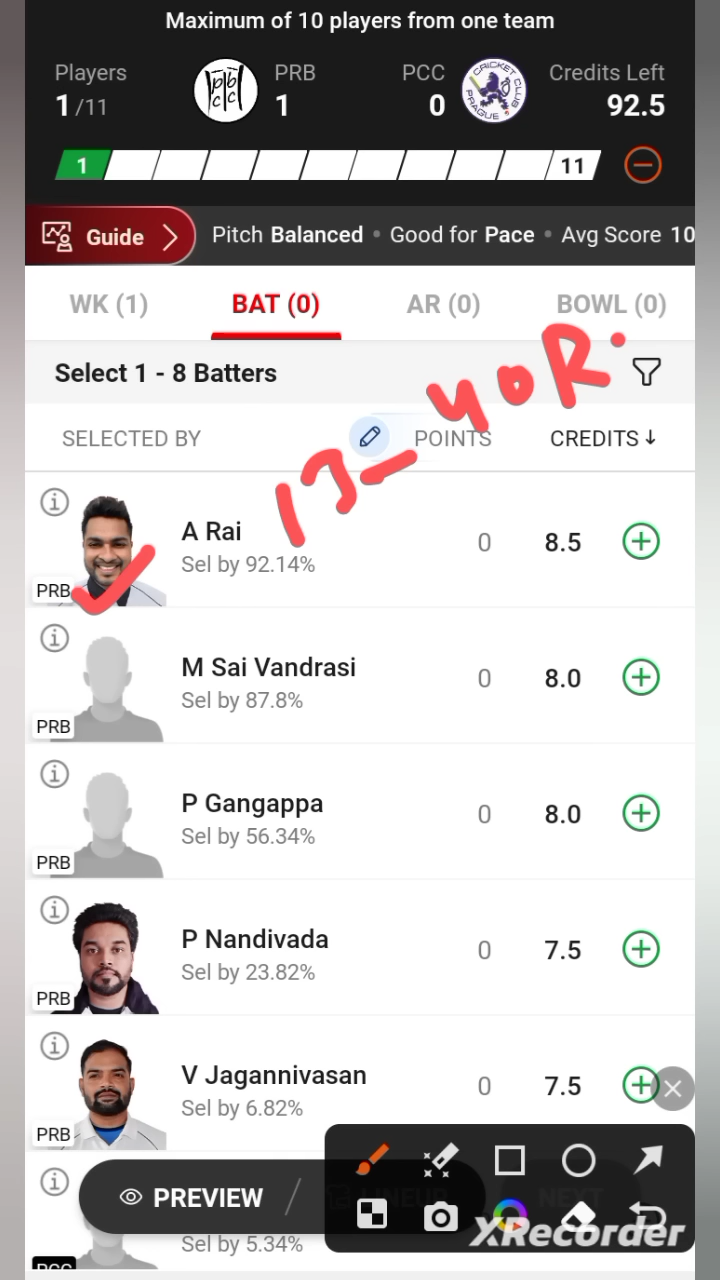 Maximum of 10 players from one team
Players PRB PCC Credits Left
1/11 1 0 92.5
1 11
Guide Pitch Balanced • Good for Pace • Avg Score 10
WK (1) BAT (0) AR (0) BOWL (0)
Select 1 - 8 Batters
SELECTED BY POINTS CREDITS↓
A Rai
Sel by 92.14%
PRB
0 8.5
M Sai Vandrasi
Sel by 87.8%
PRB
0 8.0
P Gangappa
Sel by 56.34%
PRB
0 8.0
P Nandivada
Sel by 23.82%
PRB
0 7.5
V Jagannivasan
Sel by 6.82%
PRB
0 7.5
PREVIEW
Sel by 5.34%
XRecorder